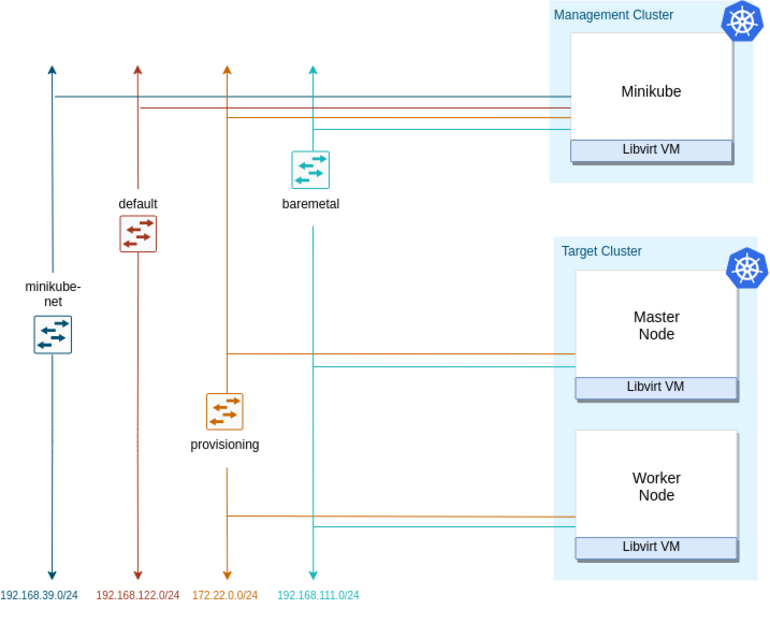 Management Cluster
Minikube
Libvirt VM
baremetal
default
Target Cluster
minikube-
net
Master
Node
Libvirt VM
provisioning
Worker
Node
Libvirt VM
192.168.39.0/24
192.168.122.0/24
172.22.0.0/24
192.168.111.0/24